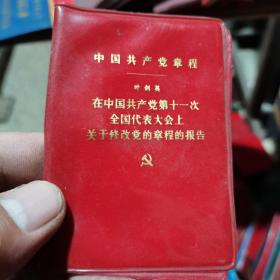 中国共产党章程
叶剑英
在中国共产党第十一次
全国代表大会上
关于修改党的章程的报告